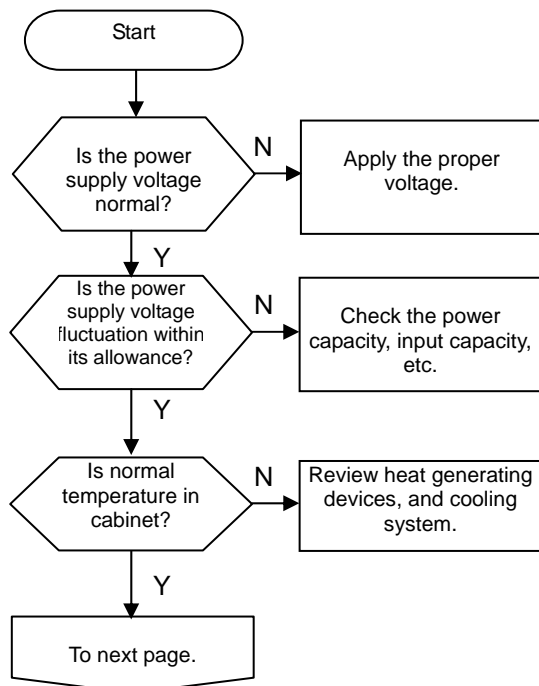 Start
Is the power
supply voltage
normal?
N
Apply the proper
voltage.
Y
Is the power
supply voltage
fluctuation within
its allowance?
N
Check the power
capacity, input capacity,
etc.
Y
Is normal
temperature in
cabinet?
N
Review heat generating
devices, and cooling
system.
Y
To next page.